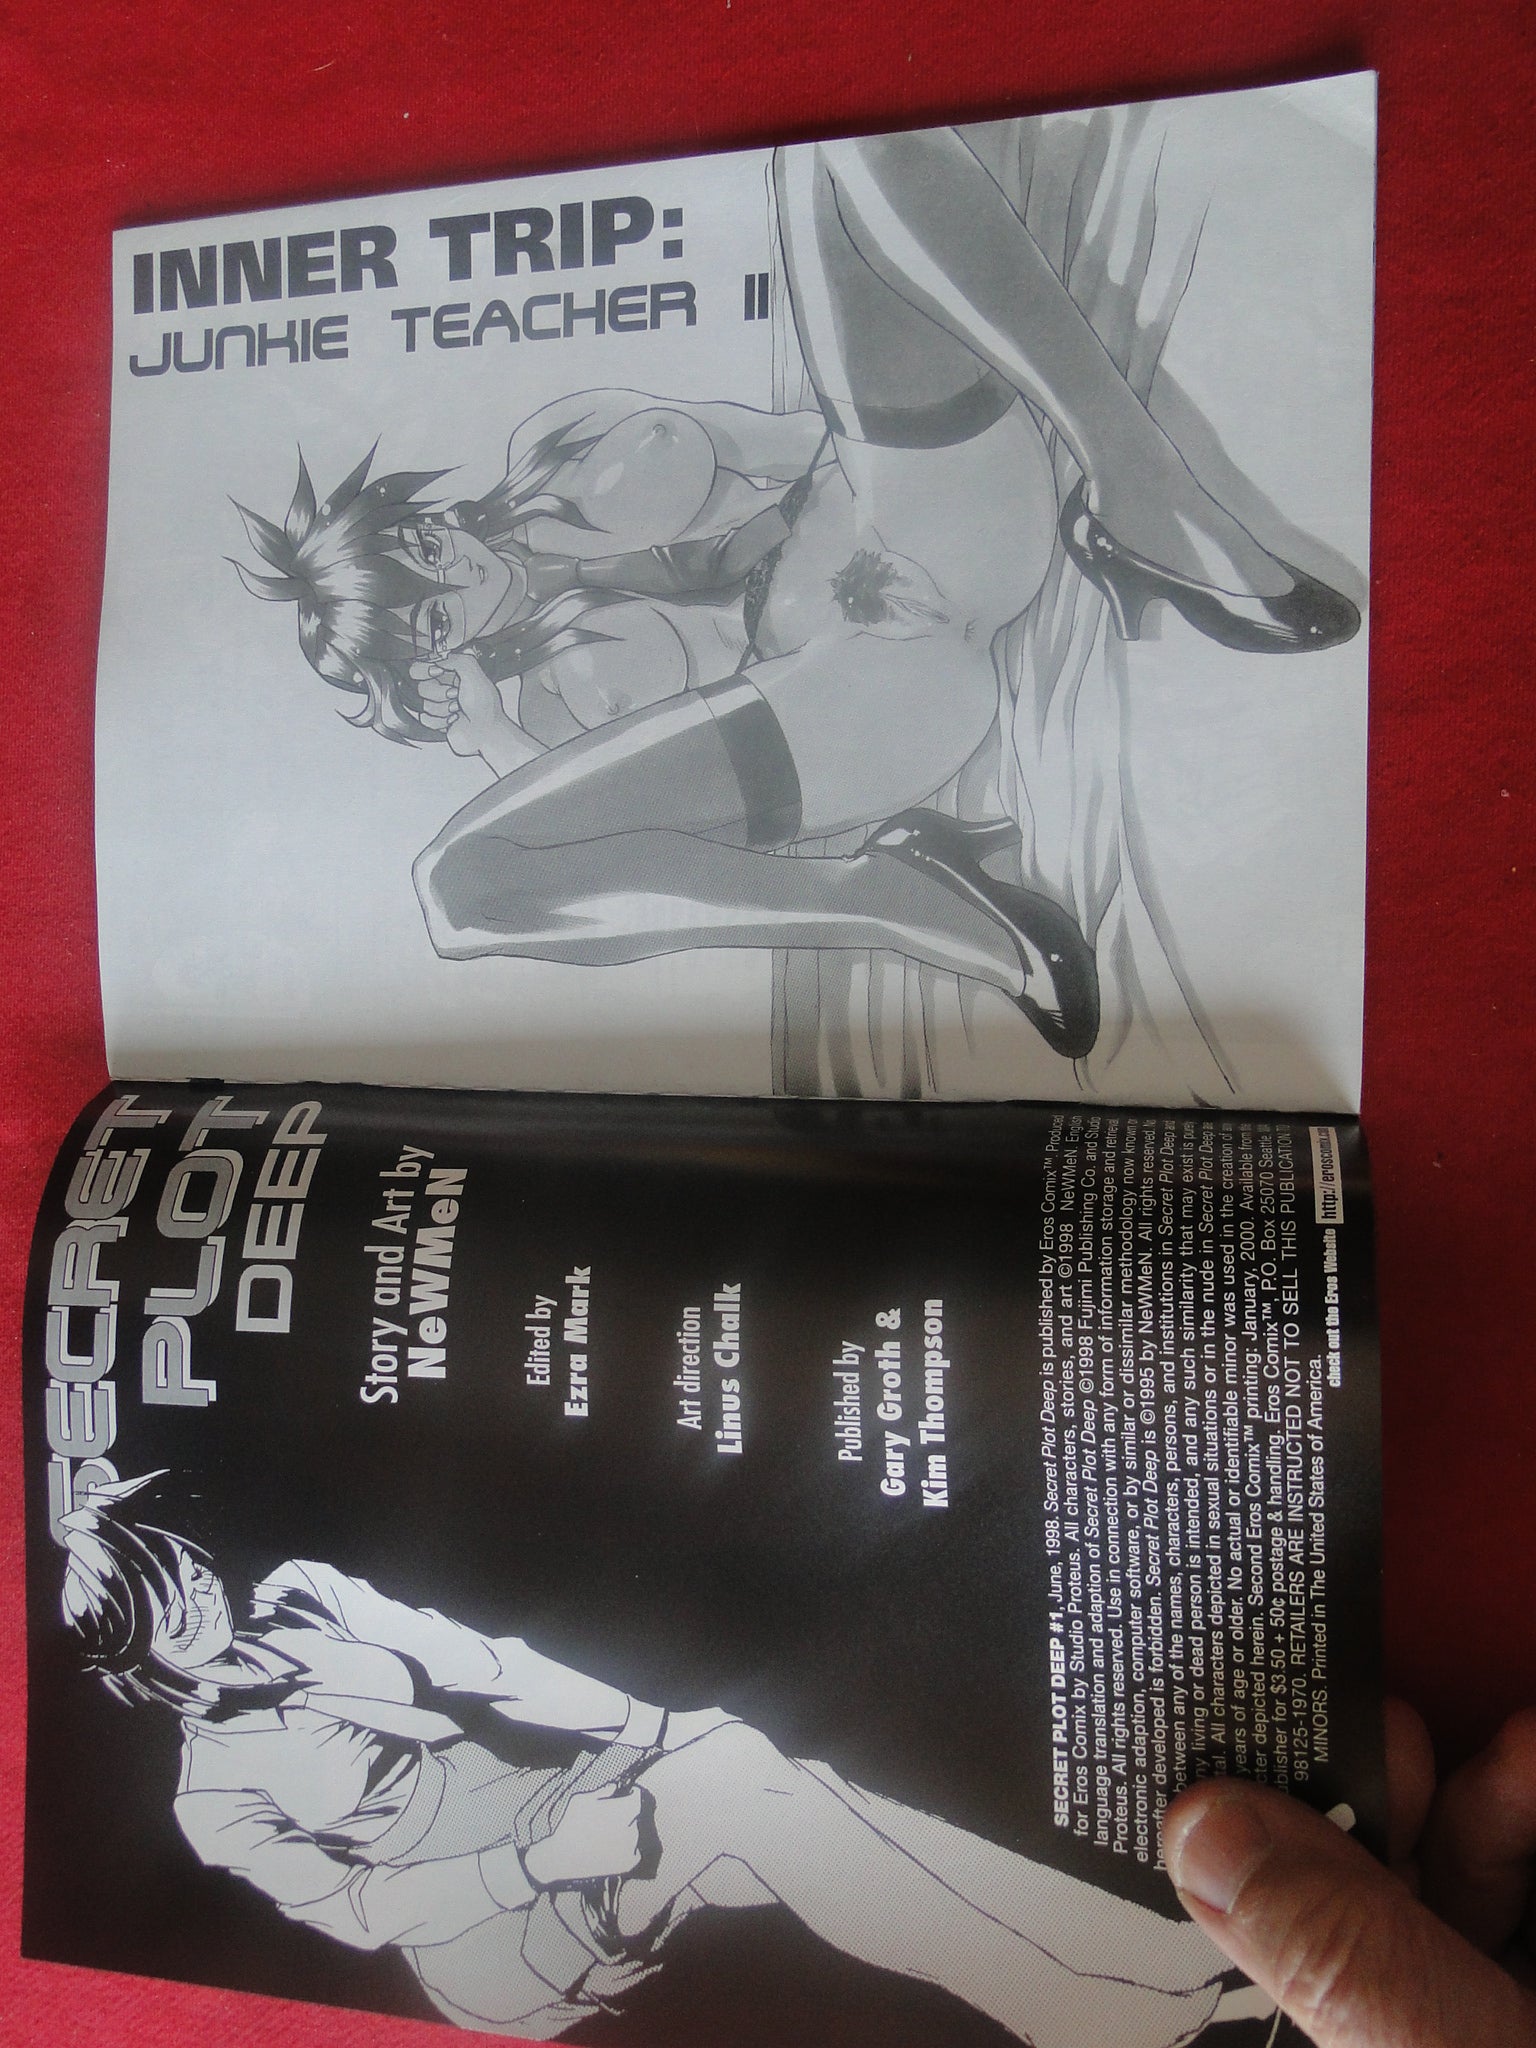 SECRET
PLOT
DEEP
Story and Art by
NeWMeN
Edited by
Ezra Mark
Art direction
Linus Chalk
Published by
Gary Groth &
Kim Thompson
SECRET PLOT DEEP #1, June, 1998. Secret Plot Deep is published by Eros Comix™. Produced
for Eros Comix by Studio Proteus. All characters, stories, and art ©1998 NeWMeN. English
language translation and adaption of Secret Plot Deep ©1998 Fujimi Publishing Co. and Studio
Proteus. All rights reserved. Use in connection with any form of information storage and retrieval,
electronic adaption, computer software, or by similar or dissimilar methodology now known or
hereafter developed is forbidden. Secret Plot Deep is ©1995 by NeWMeN. All rights reserved.
between any of the names, characters, persons, and institutions in Secret Plot Deep and
living or dead person is intended, and any such similarity that may exist is purely
All characters depicted in sexual situations or in the nude in Secret Plot Deep are
years of age or older. No actual or identifiable minor was used in the creation of
depicted herein. Second Eros Comix™ printing: January, 2000. Available from the
for $3.50 + 50¢ postage & handling. Eros Comix™, P.O. Box 25070 Seattle, WA
98125-1970. RETAILERS ARE INSTRUCTED NOT TO SELL THIS PUBLICATION TO
MINORS. Printed in The United States of America.
check out the Eros Website http://eroscomix.com
INNER TRIP:
JUNKIE TEACHER II